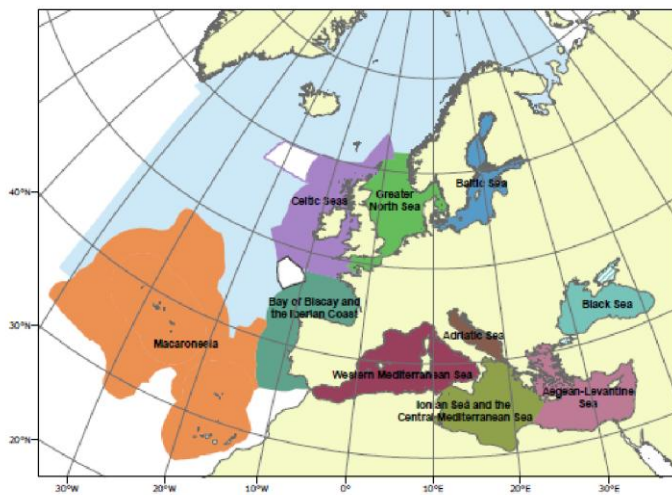 40°N
30°N
20°N
Celtic Seas
Greater
North Sea
Baltic Sea
Bay of Biscay and
the Iberian Coast
Black Sea
Macaronesia
Adriatic Sea
Western Mediterranean Sea
Ionian Sea and the
Central-Mediterranean Sea
Aegean-Levantine
Sea
30°W
20°W
10°W
0°
10°E
20°E
30°E